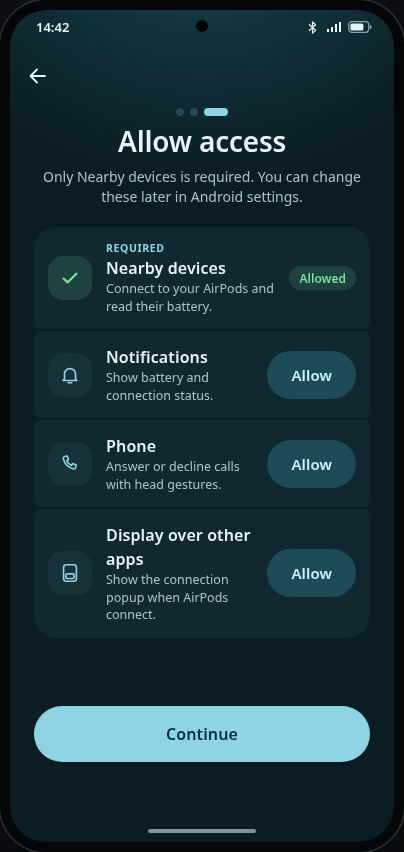 14:42
Allow access
Only Nearby devices is required. You can change
these later in Android settings.
REQUIRED
Nearby devices
Connect to your AirPods and
read their battery.
Allowed
Notifications
Show battery and
connection status.
Allow
Phone
Answer or decline calls
with head gestures.
Allow
Display over other
apps
Show the connection
popup when AirPods
connect.
Allow
Continue